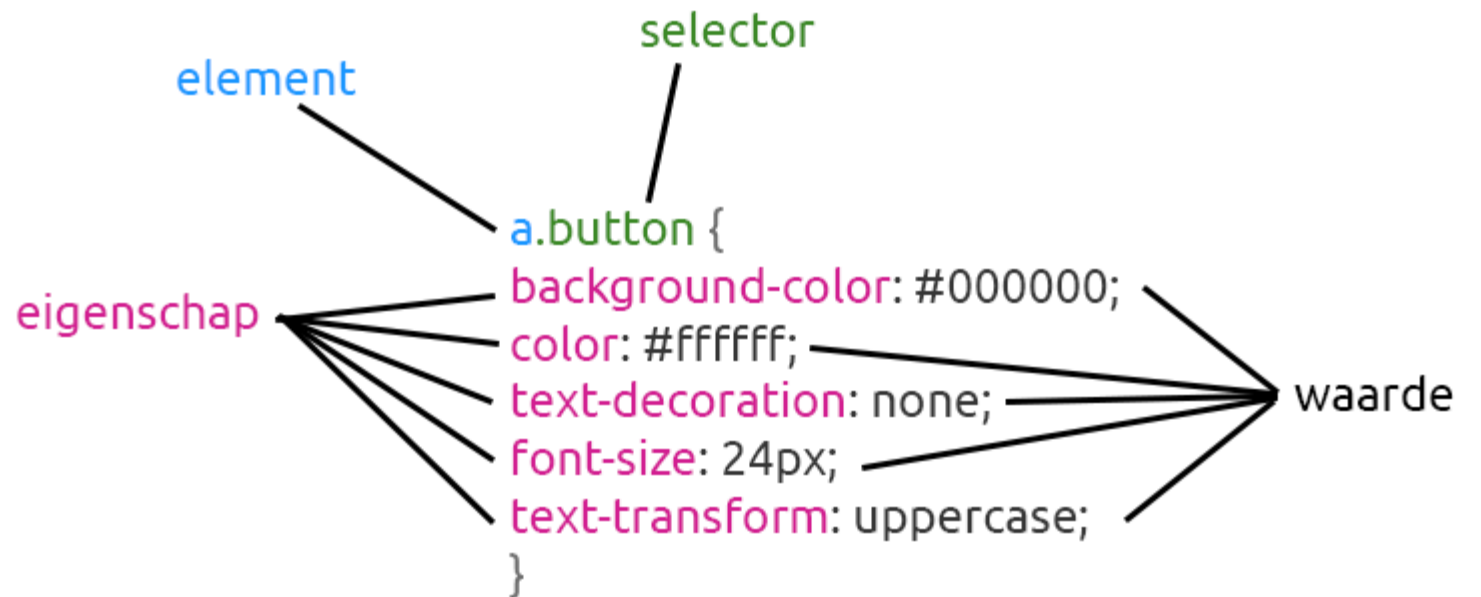 selector
element
a.button {
background-color: #000000;
eigenschap
color: #ffffff;
text-decoration: none;
waarde
font-size: 24px;
text-transform: uppercase;
}